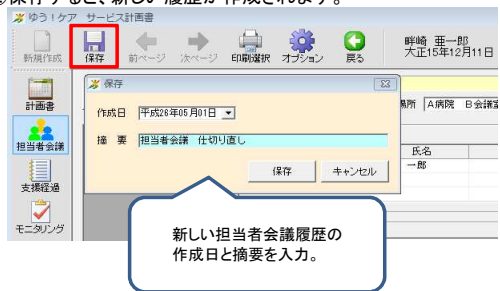 保存すると、新しい履歴が作成されます。
ゆう！ケア サービス計画書
新規作成 保存 前ページ 次ページ 印刷選択 オプション 戻る
畔崎 亜一郎
大正15年12月11日
計画書
担当者会議
支援経過
モニタリング
保存
作成日 平成26年05月01日
摘 要 担当者会議 仕切り直し
保存 キャンセル
場所 A病院 B会議室
氏名
一郎
新しい担当者会議履歴の
作成日と摘要を入力。